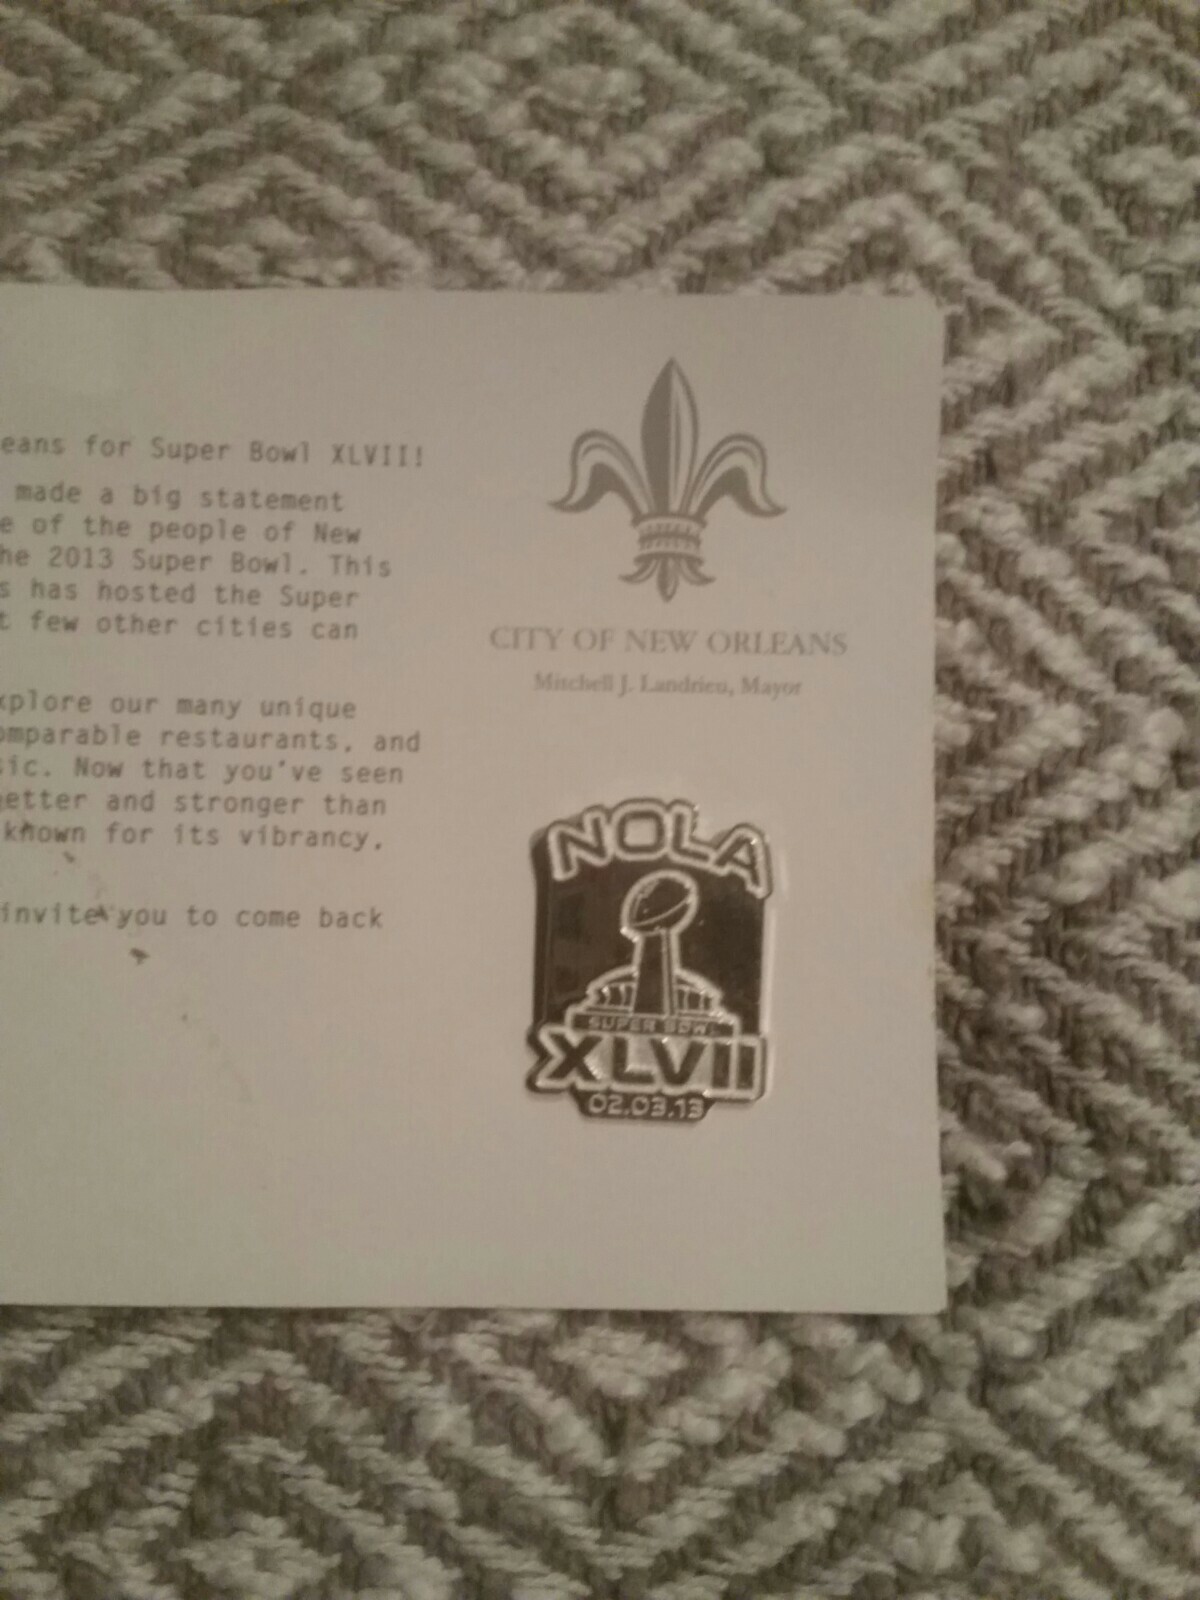 eans for Super Bowl XLVII!
made a big statement
e of the people of New
he 2013 Super Bowl. This
s has hosted the Super
t few other cities can
xplore our many unique
omparable restaurants, and
sic. Now that you've seen
etter and stronger than
known for its vibrancy,
invite you to come back
CITY OF NEW ORLEANS
Mitchell J. Landrieu, Mayor
NOLA
SUPER BOWL
XLVII
02.03.13